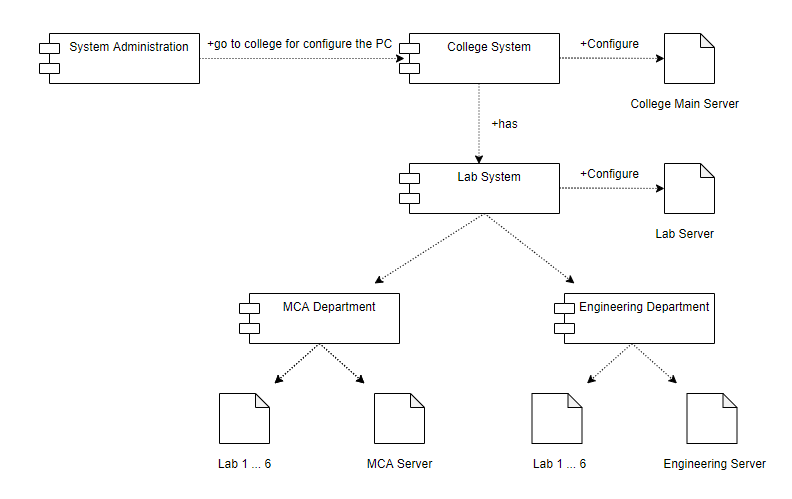 System Administration
+go to college for configure the PC
College System
+Configure
College Main Server
+has
Lab System
+Configure
Lab Server
MCA Department
Engineering Department
Lab 1 ... 6
MCA Server
Lab 1 ... 6
Engineering Server